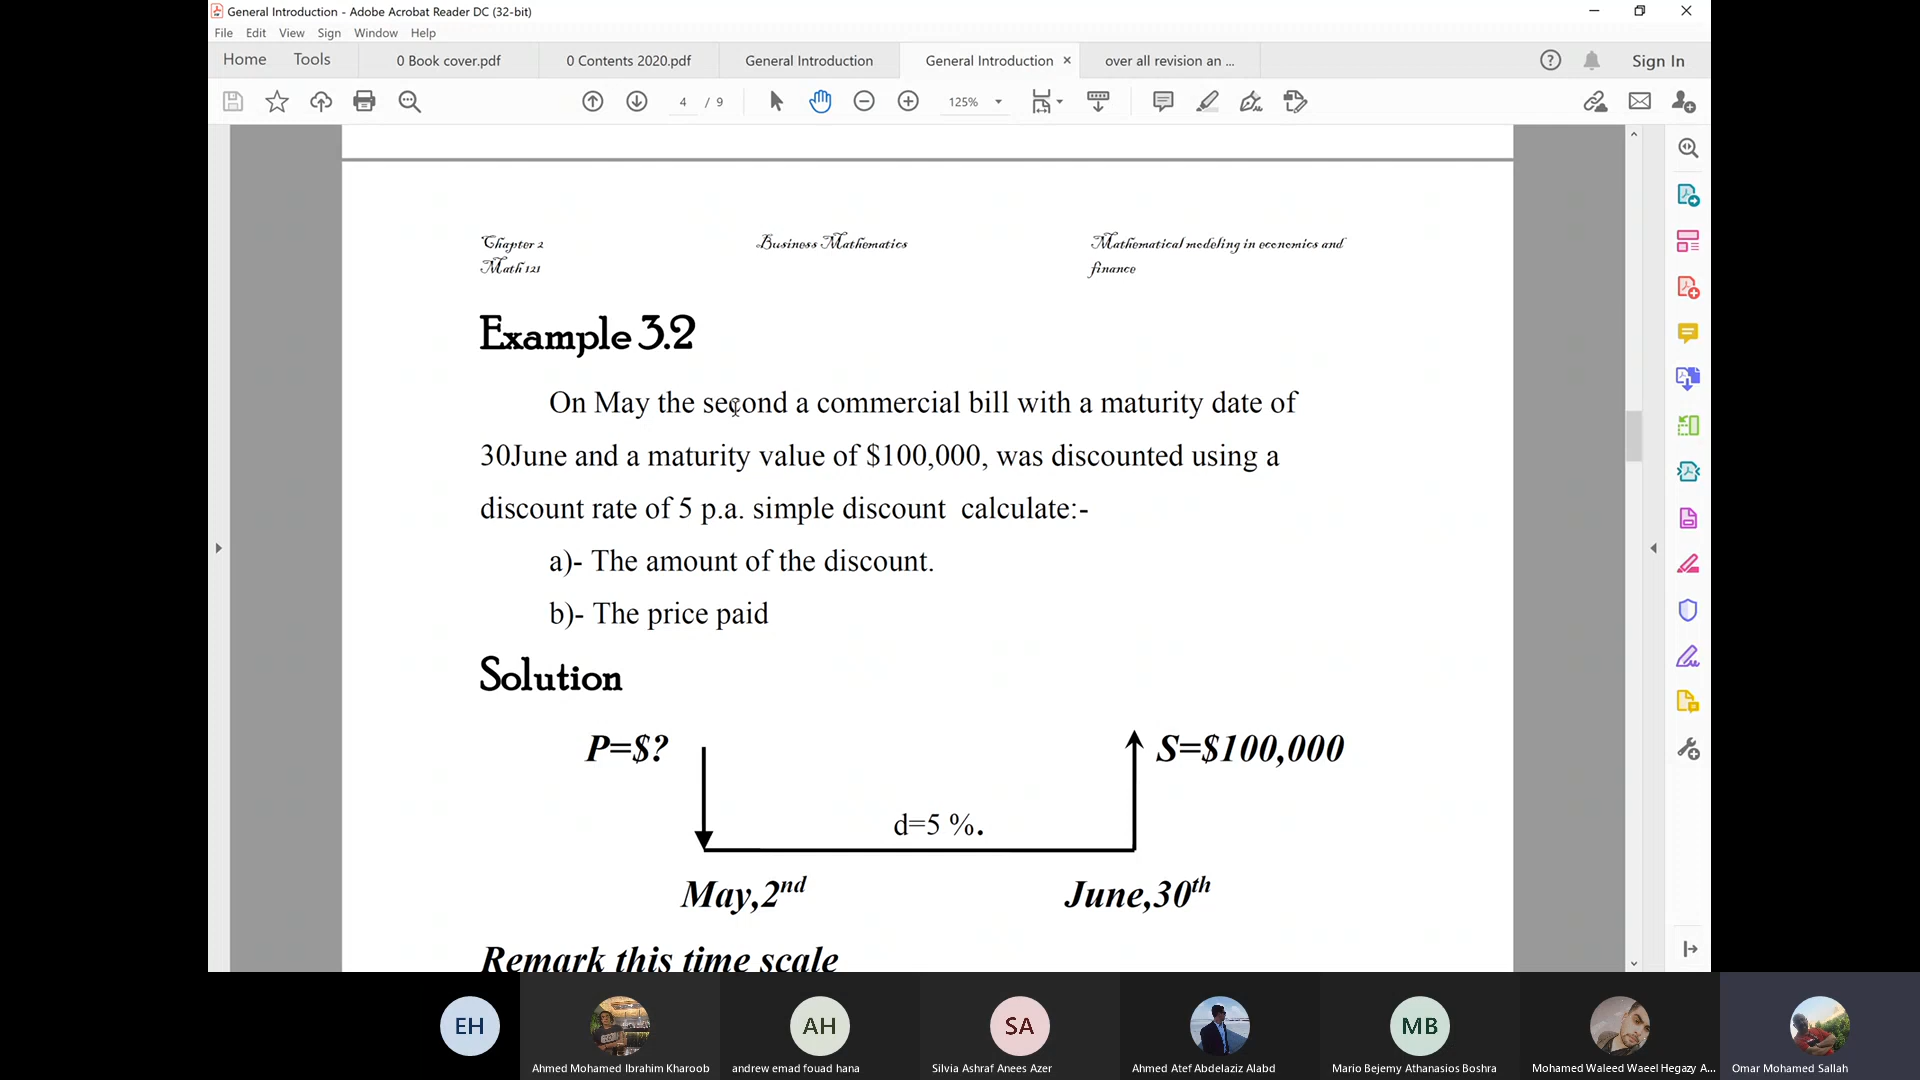 General Introduction - Adobe Acrobat Reader DC (32-bit)
File Edit View Sign Window Help
Home Tools 0 Book cover.pdf 0 Contents 2020.pdf General Introduction General Introduction × over all revision an ... Sign In
4 / 9 125%
Chapter 2 Business Mathematics Mathematical modeling in economics and
Math 121 finance
Example 3.2
On May the second a commercial bill with a maturity date of
30June and a maturity value of $100,000, was discounted using a
discount rate of 5 p.a. simple discount calculate:-
a)- The amount of the discount.
b)- The price paid
Solution
P=$? S=$100,000
d=5 %.
May,2nd June,30th
Remark this time scale
EH AH SA MB
Ahmed Mohamed Ibrahim Kharoob andrew emad fouad hana Silvia Ashraf Anees Azer Ahmed Atef Abdelaziz Alabd Mario Bejemy Athanasios Boshra Mohamed Waleed Wael Hegazy A... Omar Mohamed Sallah